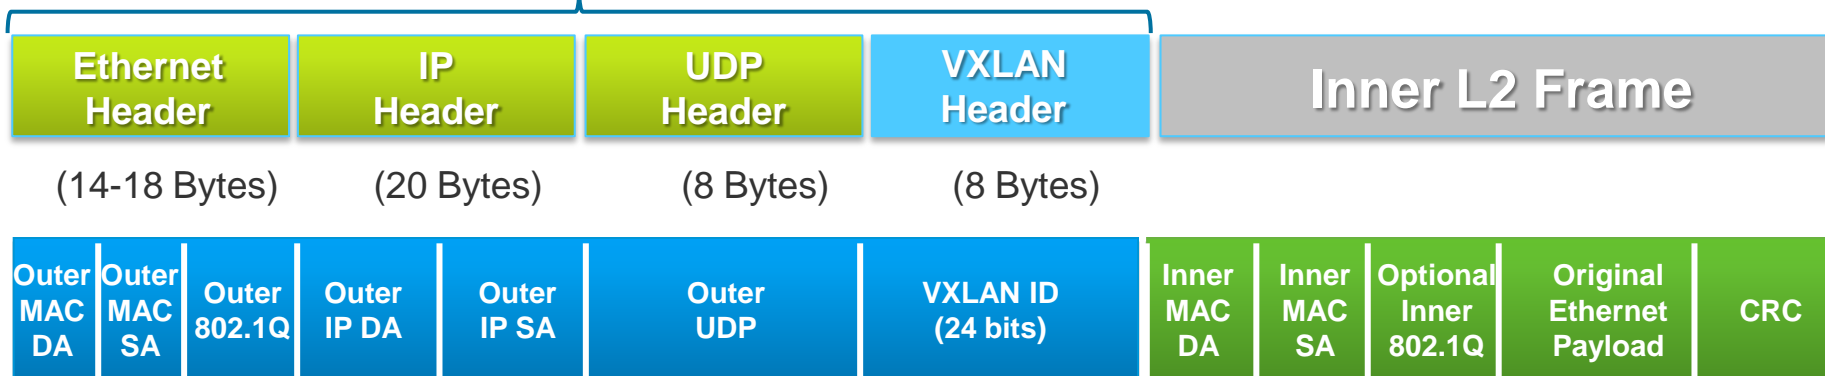 Ethernet
Header
IP
Header
UDP
Header
VXLAN
Header
Inner L2 Frame
(14-18 Bytes)
(20 Bytes)
(8 Bytes)
(8 Bytes)
Outer
MAC
DA
Outer
MAC
SA
Outer
802.1Q
Outer
IP DA
Outer
IP SA
Outer
UDP
VXLAN ID
(24 bits)
Inner
MAC
DA
Inner
MAC
SA
Optional
Inner
802.1Q
Original
Ethernet
Payload
CRC